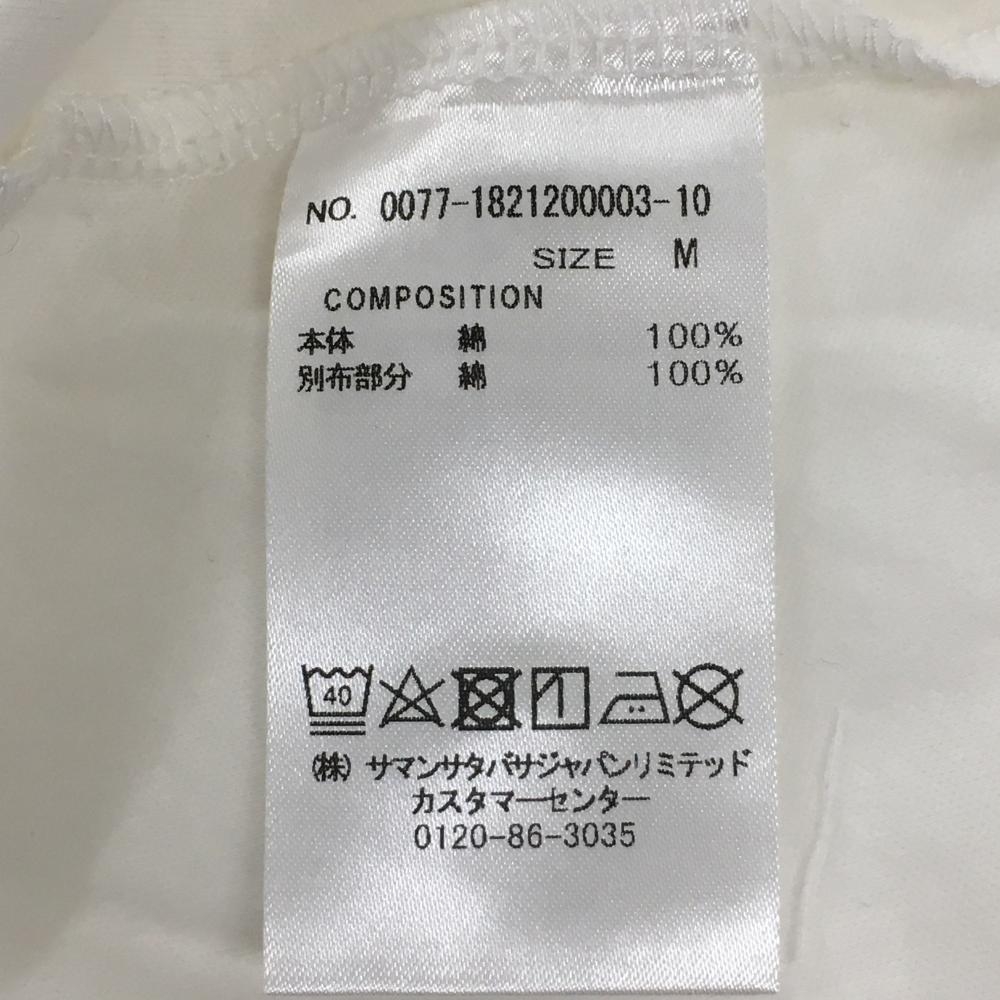 NO. 0077-1821200003-10
SIZE M
COMPOSITION
本体 綿 100%
別布部分 綿 100%
40
(株) サマンサタバサジャパンリミテッド
カスタマーセンター
0120-86-3035